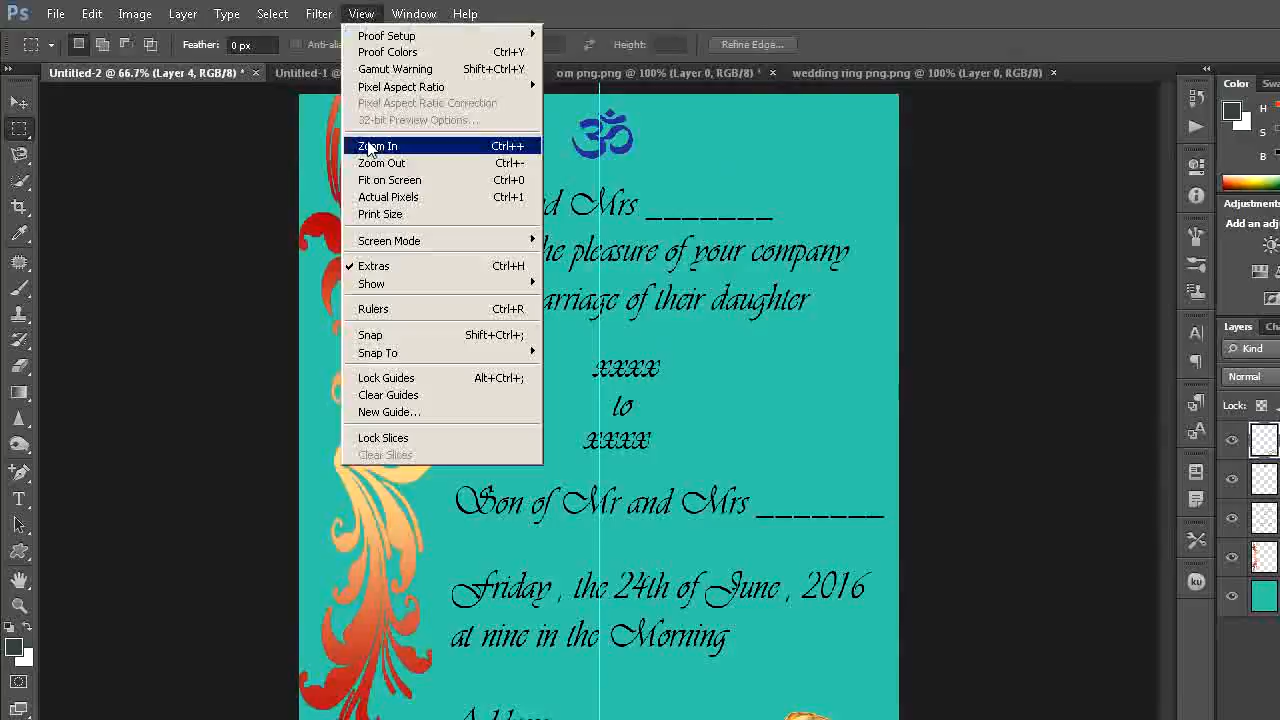 Ps File Edit Image Layer Type Select Filter View Window Help
Feather: 0 px Height: Refine Edge...
Untitled-2 @ 66.7% (Layer 4, RGB/8) * × Untitled-1 @ om png.png @ 100% (Layer 0, RGB/8) * × wedding ring png.png @ 100% (Layer 0, RGB/8) ×
Proof Setup
Proof Colors Ctrl+Y
Gamut Warning Shift+Ctrl+Y
Pixel Aspect Ratio
Pixel Aspect Ratio Correction
32-bit Preview Options...
Zoom In Ctrl++
Zoom Out Ctrl+-
Fit on Screen Ctrl+0
Actual Pixels Ctrl+1
Print Size
Screen Mode
Extras Ctrl+H
Show
Rulers Ctrl+R
Snap Shift+Ctrl+;
Snap To
Lock Guides Alt+Ctrl+;
Clear Guides
New Guide...
Lock Slices
Clear Slices
ॐ
Mrs _______
pleasure of your company
of their daughter
xxxx
to
xxxx
Son of Mr and Mrs _______
Friday , the 24th of June , 2016
at nine in the Morning
Color
H
S
B
Adjustments
Add an adj
Layers Cha
Kind
Normal
Lock:
ku